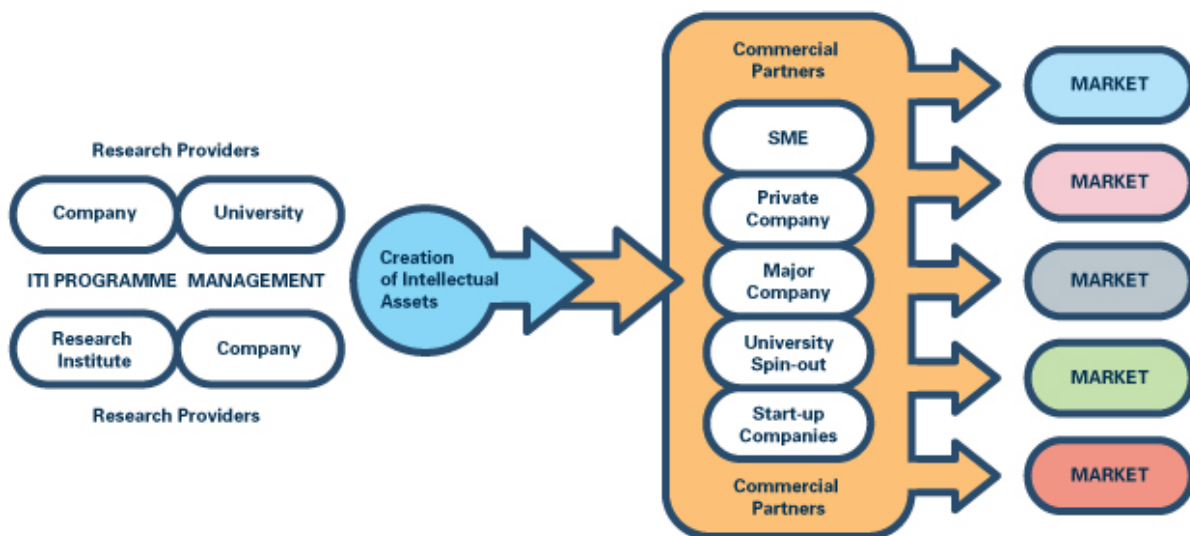 Research Providers
Company
University
ITI PROGRAMME MANAGEMENT
Research
Institute
Company
Research Providers
Creation
of Intellectual
Assets
Commercial
Partners
SME
Private
Company
Major
Company
University
Spin-out
Start-up
Companies
Commercial
Partners
MARKET
MARKET
MARKET
MARKET
MARKET